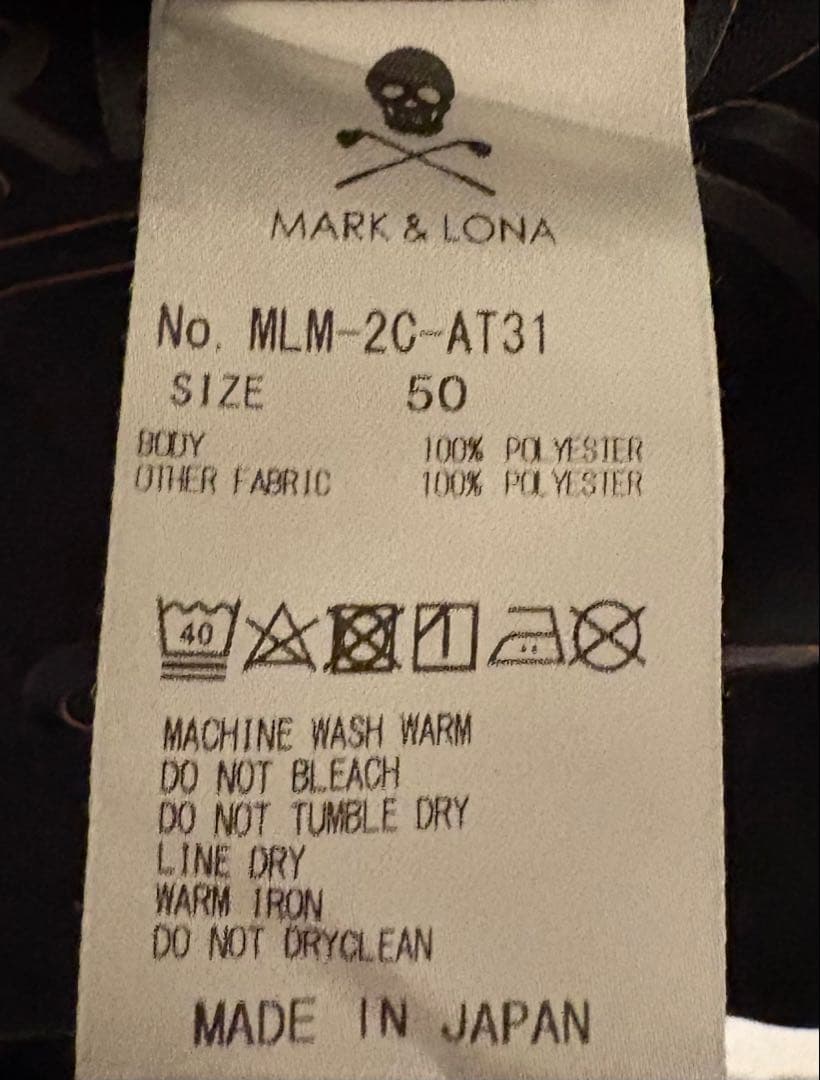 MARK & LONA
No. MLM-2C-AT31
SIZE 50
BODY 100% POLYESTER
OTHER FABRIC 100% POLYESTER
40
MACHINE WASH WARM
DO NOT BLEACH
DO NOT TUMBLE DRY
LINE DRY
WARM IRON
DO NOT DRYCLEAN
MADE IN JAPAN